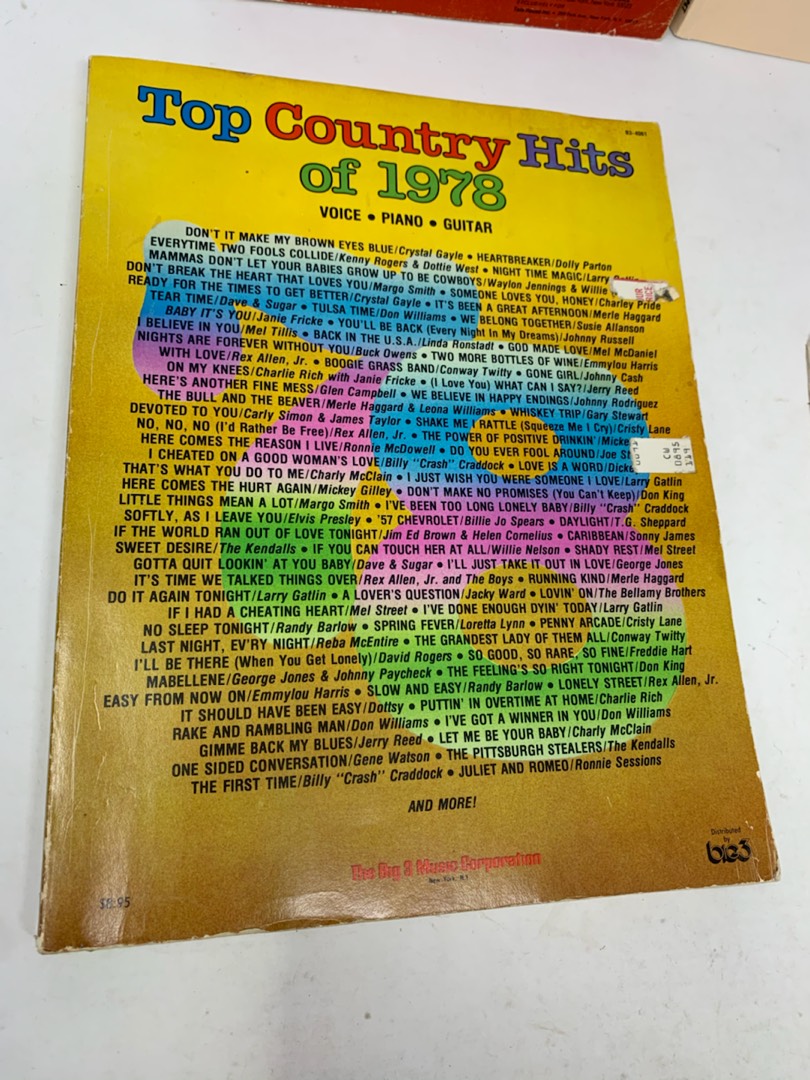 Top Country Hits
of 1978
VOICE • PIANO • GUITAR
DON'T IT MAKE MY BROWN EYES BLUE/Crystal Gayle • HEARTBREAKER/Dolly Parton
EVERYTIME TWO FOOLS COLLIDE/Kenny Rogers & Dottie West • NIGHT TIME MAGIC/Larry
MAMMAS DON'T LET YOUR BABIES GROW UP TO BE COWBOYS/Waylon Jennings & Willie
DON'T BREAK THE HEART THAT LOVES YOU/Margo Smith • SOMEONE LOVES YOU, HONEY/Charley Pride
READY FOR THE TIMES TO GET BETTER/Crystal Gayle • IT'S BEEN A GREAT AFTERNOON/Merle Haggard
TEAR TIME/Dave & Sugar • TULSA TIME/Don Williams • WE BELONG TOGETHER/Susie Allanson
BABY IT'S YOU/Janie Fricke • YOU'LL BE BACK (Every Night In My Dreams)/Johnny Russell
I BELIEVE IN YOU/Mel Tillis • BACK IN THE U.S.A./Linda Ronstadt • GOD MADE LOVE/Mel McDaniel
NIGHTS ARE FOREVER WITHOUT YOU/Buck Owens • TWO MORE BOTTLES OF WINE/Emmylou Harris
WITH LOVE/Rex Allen, Jr. • BOOGIE GRASS BAND/Conway Twitty • GONE GIRL/Johnny Cash
ON MY KNEES/Charlie Rich with Janie Fricke • (I Love You) WHAT CAN I SAY?/Jerry Reed
HERE'S ANOTHER FINE MESS/Glen Campbell • WE BELIEVE IN HAPPY ENDINGS/Johnny Rodriguez
THE BULL AND THE BEAVER/Merle Haggard & Leona Williams • WHISKEY TRIP/Gary Stewart
DEVOTED TO YOU/Carly Simon & James Taylor • SHAKE ME I RATTLE (Squeeze Me I Cry)/Cristy Lane
NO, NO, NO (I'd Rather Be Free)/Rex Allen, Jr. • THE POWER OF POSITIVE DRINKIN'/Micke
HERE COMES THE REASON I LIVE/Ronnie McDowell • DO YOU EVER FOOL AROUND/Joe St
I CHEATED ON A GOOD WOMAN'S LOVE/Billy "Crash" Craddock • LOVE IS A WORD/Dicke
THAT'S WHAT YOU DO TO ME/Charly McClain • I JUST WISH YOU WERE SOMEONE I LOVE/Larry Gatlin
HERE COMES THE HURT AGAIN/Mickey Gilley • DON'T MAKE NO PROMISES (You Can't Keep)/Don King
LITTLE THINGS MEAN A LOT/Margo Smith • I'VE BEEN TOO LONG LONELY BABY/Billy "Crash" Craddock
SOFTLY, AS I LEAVE YOU/Elvis Presley • '57 CHEVROLET/Billie Jo Spears • DAYLIGHT/T.G. Sheppard
IF THE WORLD RAN OUT OF LOVE TONIGHT/Jim Ed Brown & Helen Cornelius • CARIBBEAN/Sonny James
SWEET DESIRE/The Kendalls • IF YOU CAN TOUCH HER AT ALL/Willie Nelson • SHADY REST/Mel Street
GOTTA QUIT LOOKIN' AT YOU BABY/Dave & Sugar • I'LL JUST TAKE IT OUT IN LOVE/George Jones
IT'S TIME WE TALKED THINGS OVER/Rex Allen, Jr. and The Boys • RUNNING KIND/Merle Haggard
DO IT AGAIN TONIGHT/Larry Gatlin • A LOVER'S QUESTION/Jacky Ward • LOVIN' ON/The Bellamy Brothers
IF I HAD A CHEATING HEART/Mel Street • I'VE DONE ENOUGH DYIN' TODAY/Larry Gatlin
NO SLEEP TONIGHT/Randy Barlow • SPRING FEVER/Loretta Lynn • PENNY ARCADE/Cristy Lane
LAST NIGHT, EV'RY NIGHT/Reba McEntire • THE GRANDEST LADY OF THEM ALL/Conway Twitty
I'LL BE THERE (When You Get Lonely)/David Rogers • SO GOOD, SO RARE, SO FINE/Freddie Hart
MABELLENE/George Jones & Johnny Paycheck • THE FEELING'S SO RIGHT TONIGHT/Don King
EASY FROM NOW ON/Emmylou Harris • SLOW AND EASY/Randy Barlow • LONELY STREET/Rex Allen, Jr.
IT SHOULD HAVE BEEN EASY/Dottsy • PUTTIN' IN OVERTIME AT HOME/Charlie Rich
RAKE AND RAMBLING MAN/Don Williams • I'VE GOT A WINNER IN YOU/Don Williams
GIMME BACK MY BLUES/Jerry Reed • LET ME BE YOUR BABY/Charly McClain
ONE SIDED CONVERSATION/Gene Watson • THE PITTSBURGH STEALERS/The Kendalls
THE FIRST TIME/Billy "Crash" Craddock • JULIET AND ROMEO/Ronnie Sessions
AND MORE!
The Big 3 Music Corporation
New York, N.Y.
Distributed
by
big3
$8.95